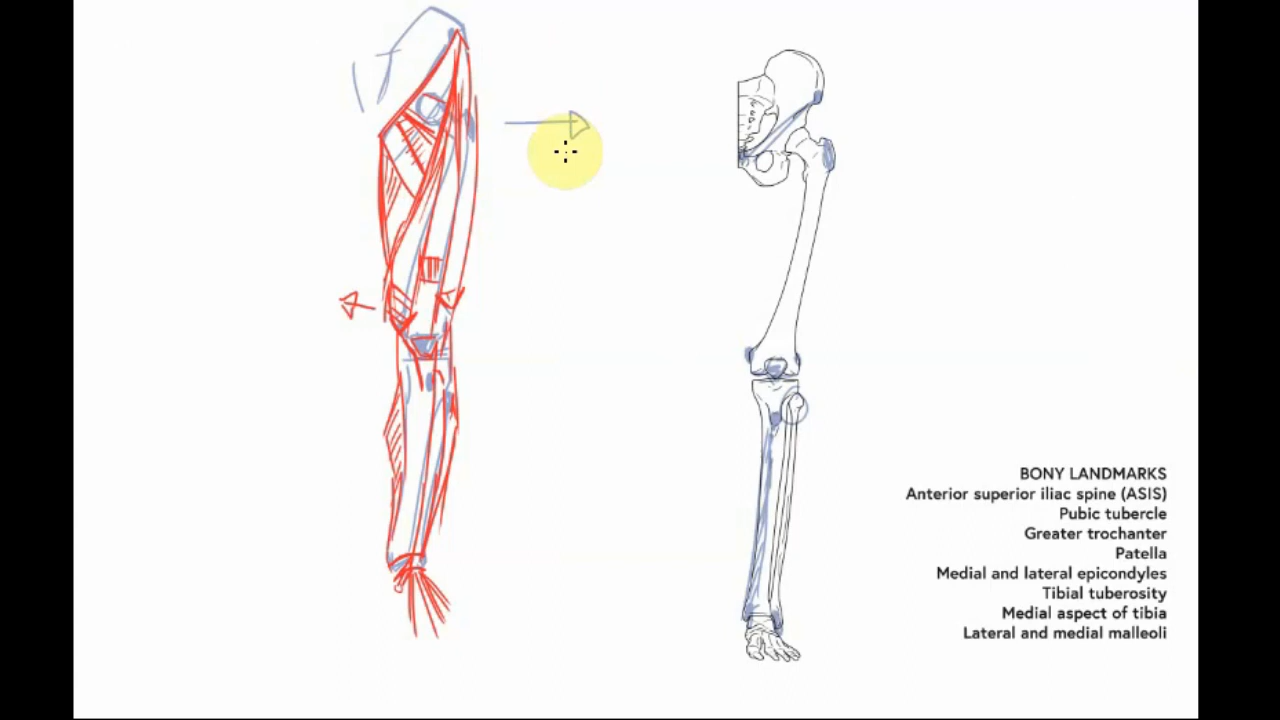 BONY LANDMARKS
Anterior superior iliac spine (ASIS)
Pubic tubercle
Greater trochanter
Patella
Medial and lateral epicondyles
Tibial tuberosity
Medial aspect of tibia
Lateral and medial malleoli